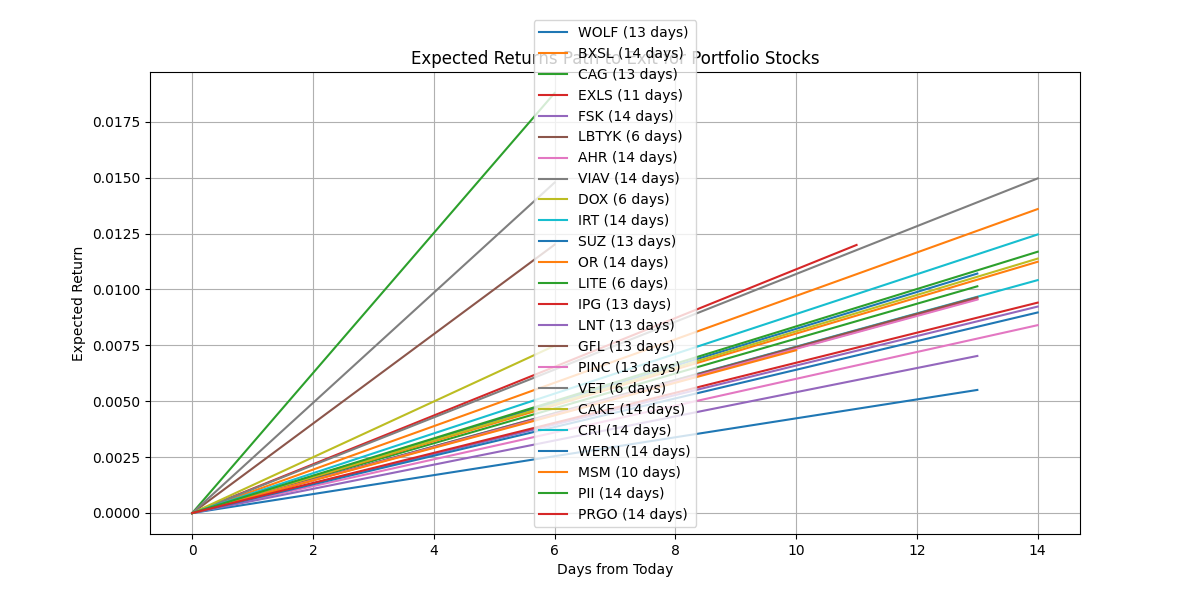 Expected Returns Path to Exit for Portfolio Stocks
WOLF (13 days)
BXSL (14 days)
CAG (13 days)
EXLS (11 days)
FSK (14 days)
LBTYK (6 days)
AHR (14 days)
VIAV (14 days)
DOX (6 days)
IRT (14 days)
SUZ (13 days)
OR (14 days)
LITE (6 days)
IPG (13 days)
LNT (13 days)
GFL (13 days)
PINC (13 days)
VET (6 days)
CAKE (14 days)
CRI (14 days)
WERN (14 days)
MSM (10 days)
PII (14 days)
PRGO (14 days)
Expected Return
0.0175
0.0150
0.0125
0.0100
0.0075
0.0050
0.0025
0.0000
0 2 4 6 8 10 12 14
Days from Today